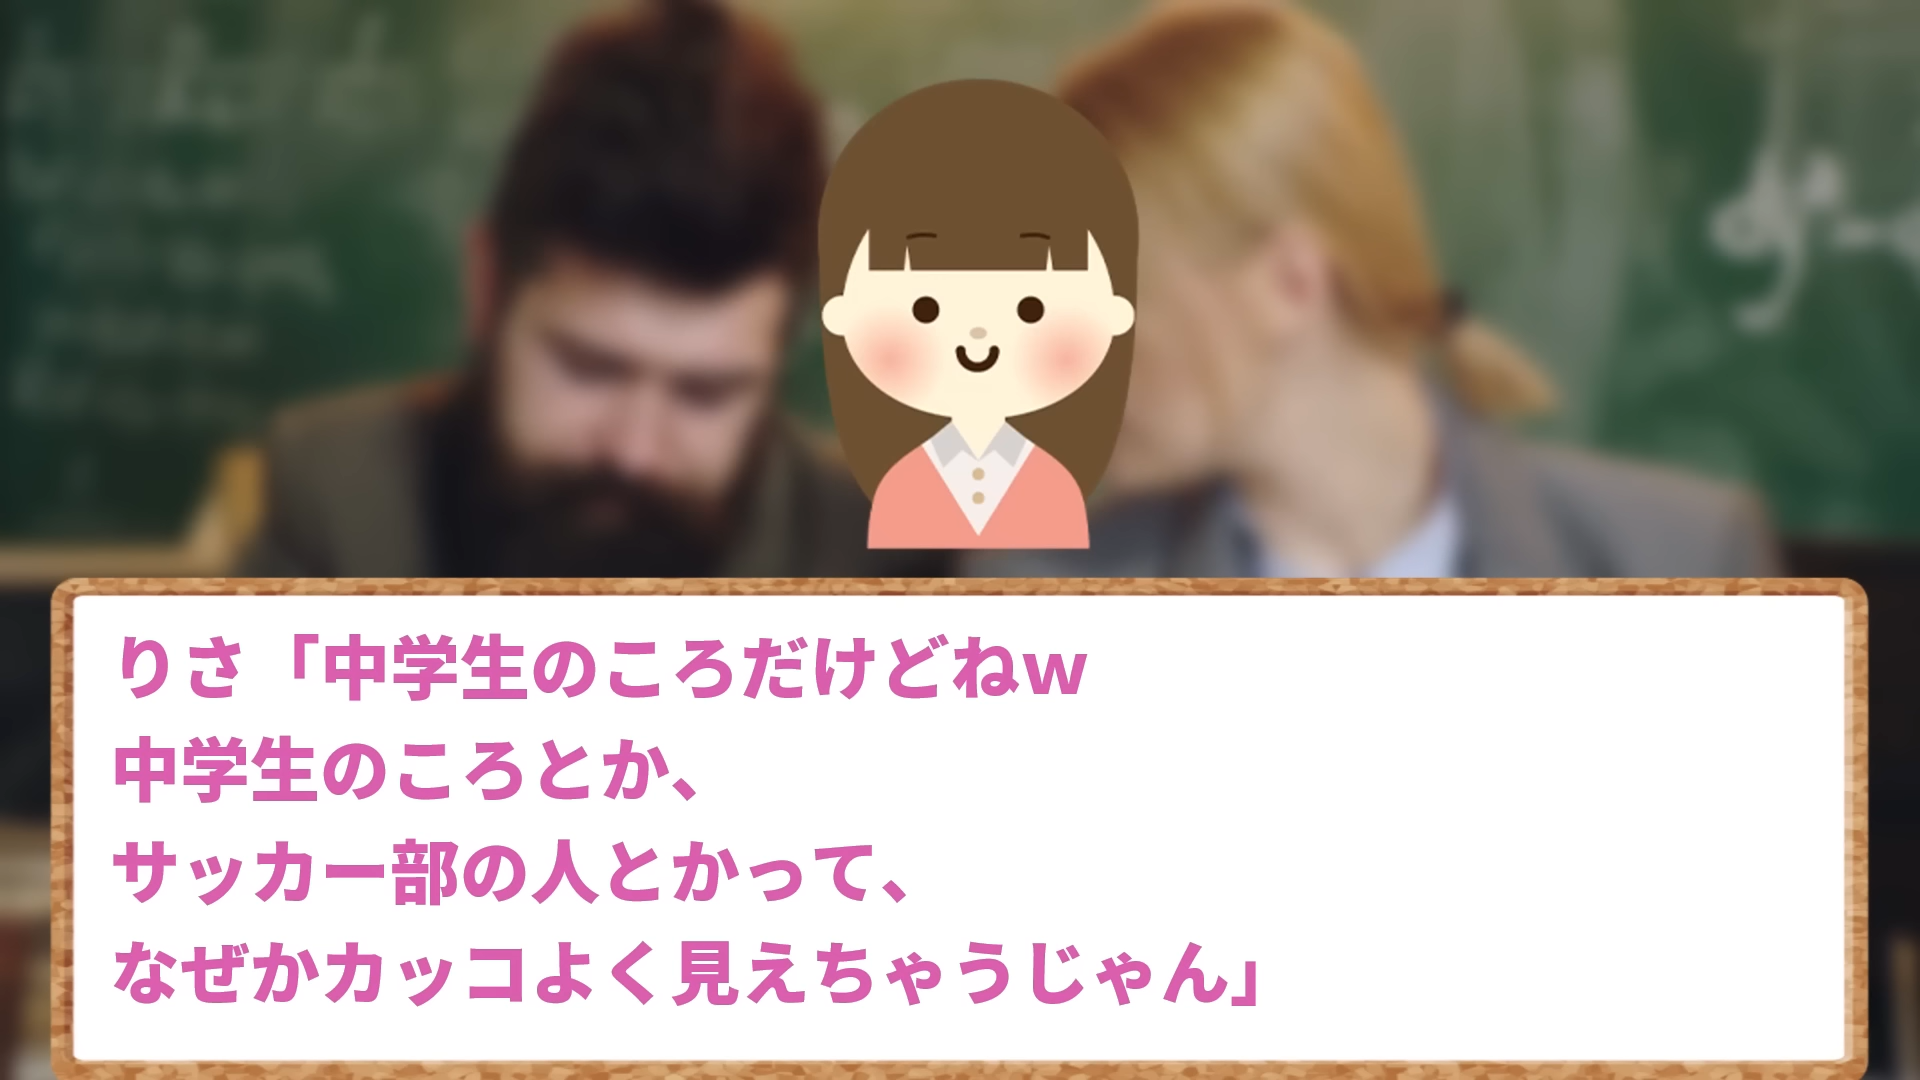 りさ「中学生のころだけどねw
中学生のころとか、
サッカー部の人とかって、
なぜかカッコよく見えちゃうじゃん」